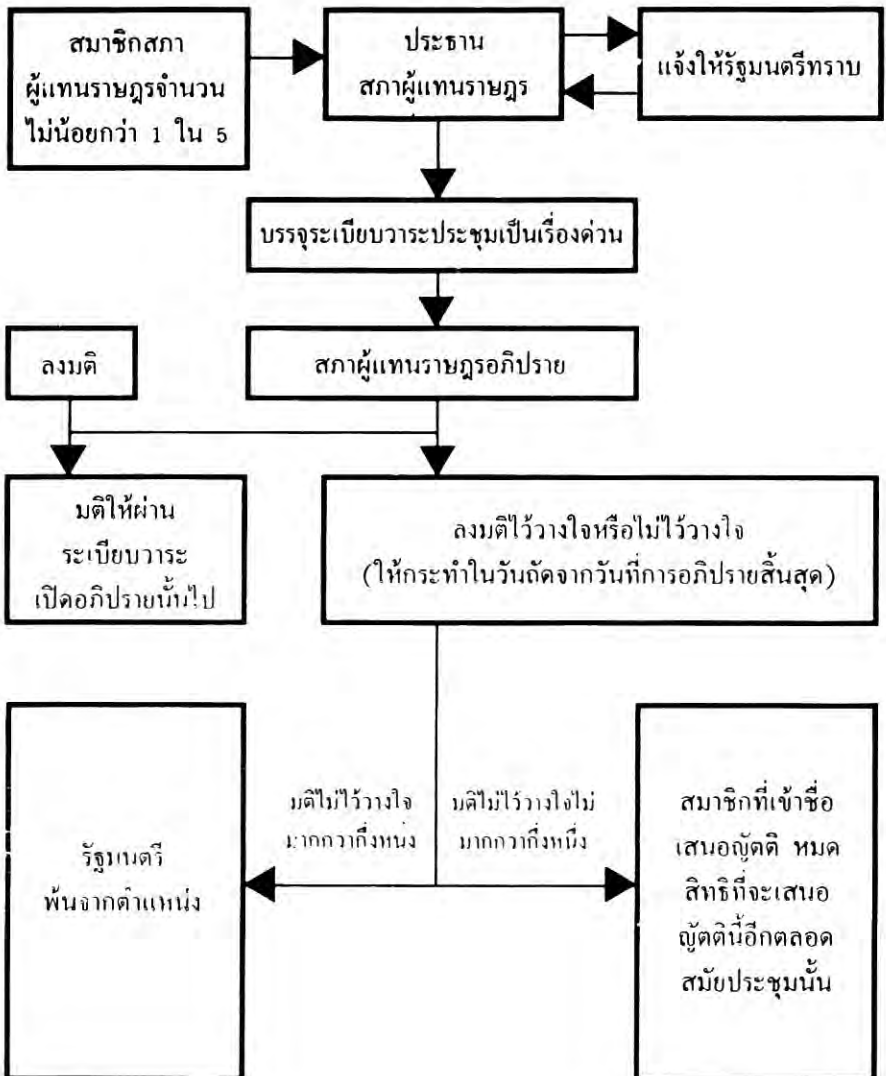 สมาชิกสภา
ผู้แทนราษฎรจำนวน
ไม่น้อยกว่า 1 ใน 5
ประธาน
สภาผู้แทนราษฎร
แจ้งให้รัฐมนตรีทราบ
บรรจุระเบียบวาระประชุมเป็นเรื่องด่วน
ลงมติ
สภาผู้แทนราษฎรอภิปราย
มติให้ผ่าน
ระเบียบวาระ
เปิดอภิปรายนั้นไป
ลงมติไว้วางใจหรือไม่ไว้วางใจ
(ให้กระทำในวันถัดจากวันที่การอภิปรายสิ้นสุด)
รัฐมนตรี
พ้นจากตำแหน่ง
มติไม่ไว้วางใจ
มากกว่ากึ่งหนึ่ง
มติไม่ไว้วางใจไม่
มากกว่ากึ่งหนึ่ง
สมาชิกที่เข้าชื่อ
เสนอญัตติ หมด
สิทธิที่จะเสนอ
ญัตตินี้อีกตลอด
สมัยประชุมนั้น